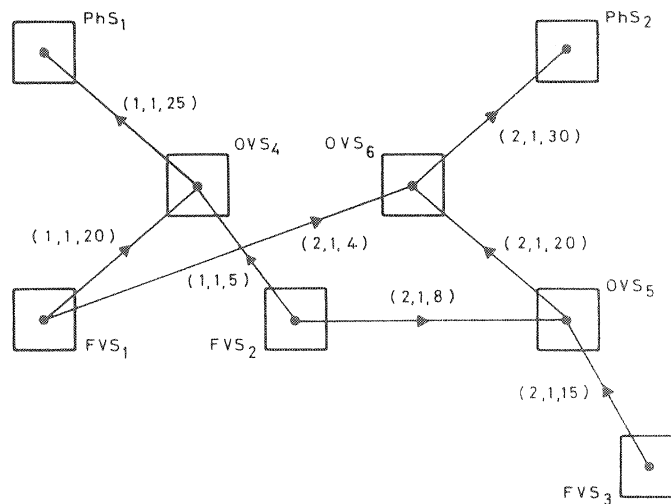 PhS1
PhS2
(1,1,25)
(2,1,30)
OVS4
OVS6
(1,1,20)
(2,1,4)
(1,1,5)
(2,1,20)
(2,1,8)
OVS5
FVS1
FVS2
(2,1,15)
FVS3